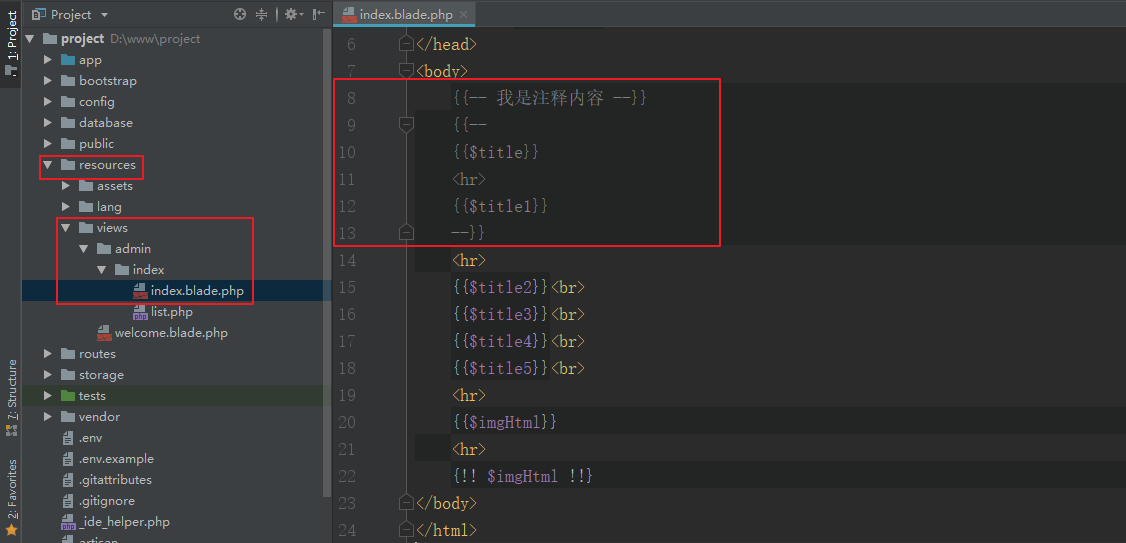 Project
index.blade.php
1: Project
7: Structure
2: Favorites
project D:\www\project
app
bootstrap
config
database
public
resources
assets
lang
views
admin
index
index.blade.php
list.php
welcome.blade.php
routes
storage
tests
vendor
.env
.env.example
.gitattributes
.gitignore
_ide_helper.php
artisan
6 </head>
7 <body>
8 {{-- 我是注释内容 --}}
9 {{--
10 {{$title}}
11 <hr>
12 {{$title1}}
13 --}}
14 <hr>
15 {{$title2}}<br>
16 {{$title3}}<br>
17 {{$title4}}<br>
18 {{$title5}}<br>
19 <hr>
20 {{$imgHtml}}
21 <hr>
22 {!! $imgHtml !!}
23 </body>
24 </html>